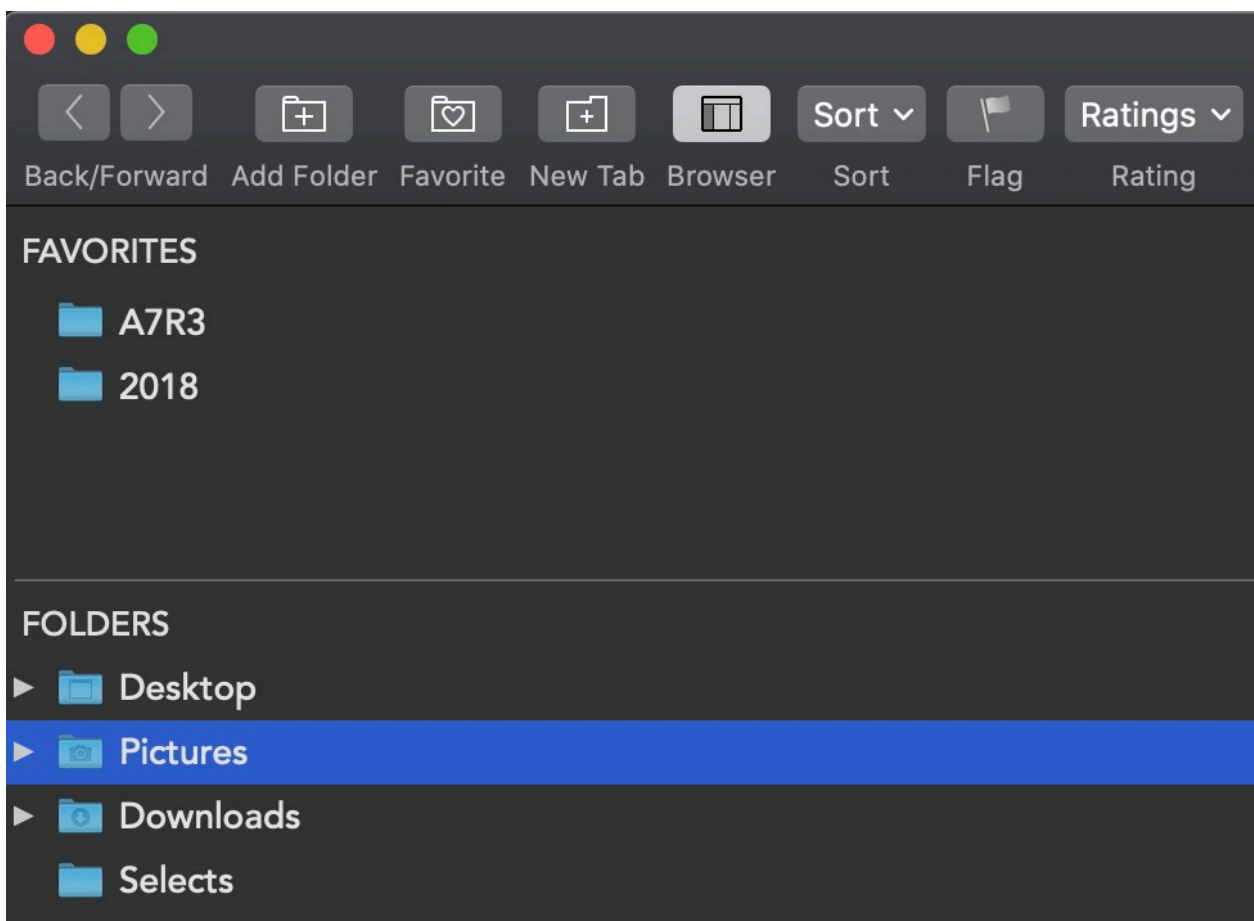 Sort Ratings
Back/Forward Add Folder Favorite New Tab Browser Sort Flag Rating
FAVORITES
A7R3
2018
FOLDERS
Desktop
Pictures
Downloads
Selects